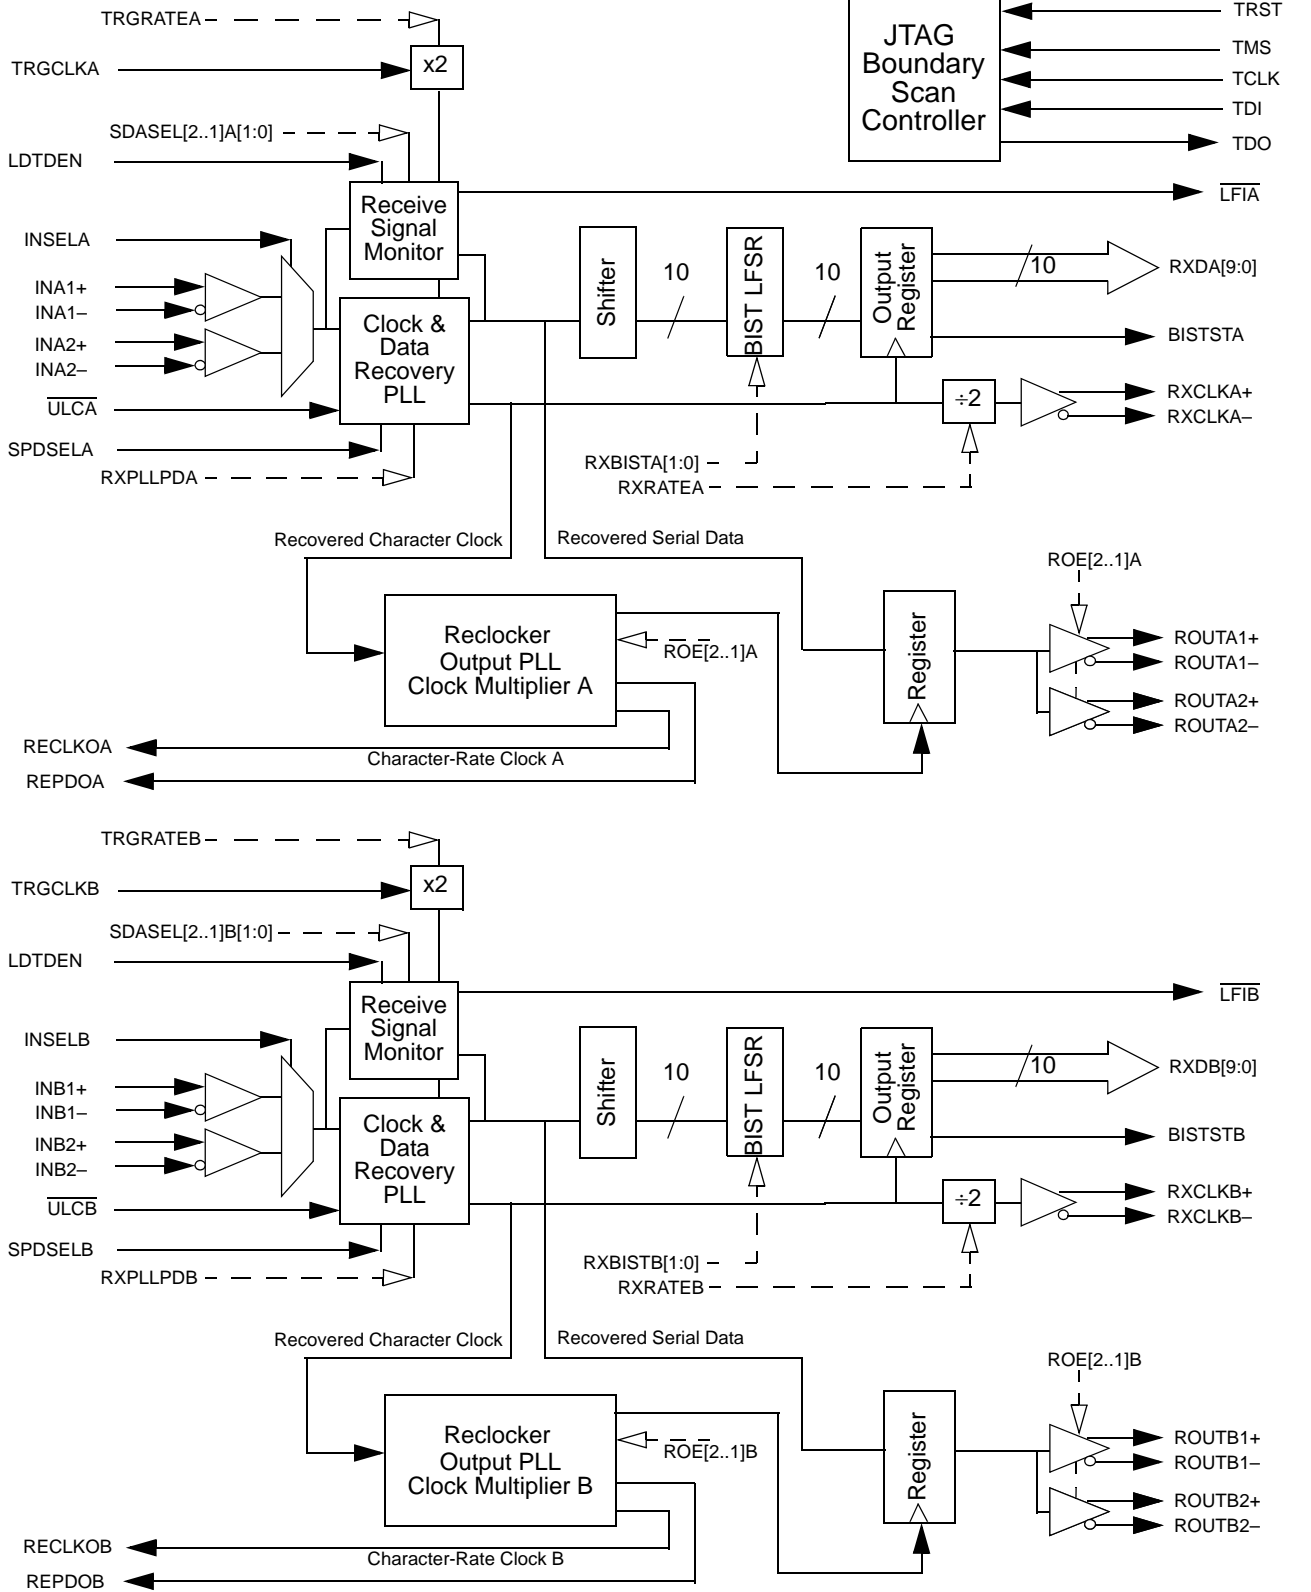 TRGRATEA
TRGCLKA
x2
JTAG
Boundary
Scan
Controller
TRST
TMS
TCLK
TDI
TDO
SDASEL[2..1]A[1:0]
LDTDEN
Receive
Signal
Monitor
LFIA
INSELA
INA1+
INA1–
INA2+
INA2–
ULCA
SPDSELA
RXPLLPDA
Clock &
Data
Recovery
PLL
Shifter
10
BIST LFSR
10
Output
Register
10
RXDA[9:0]
BISTSTA
÷2
RXCLKA+
RXCLKA–
RXBISTA[1:0]
RXRATEA
Recovered Character Clock
Recovered Serial Data
Reclocker
Output PLL
Clock Multiplier A
ROE[2..1]A
Register
ROE[2..1]A
ROUTA1+
ROUTA1–
ROUTA2+
ROUTA2–
RECLKOA
Character-Rate Clock A
REPDOA
TRGRATEB
TRGCLKB
x2
SDASEL[2..1]B[1:0]
LDTDEN
Receive
Signal
Monitor
LFIB
INSELB
INB1+
INB1–
INB2+
INB2–
ULCB
SPDSELB
RXPLLPDB
Clock &
Data
Recovery
PLL
Shifter
10
BIST LFSR
10
Output
Register
10
RXDB[9:0]
BISTSTB
÷2
RXCLKB+
RXCLKB–
RXBISTB[1:0]
RXRATEB
Recovered Character Clock
Recovered Serial Data
Reclocker
Output PLL
Clock Multiplier B
ROE[2..1]B
Register
ROE[2..1]B
ROUTB1+
ROUTB1–
ROUTB2+
ROUTB2–
RECLKOB
Character-Rate Clock B
REPDOB